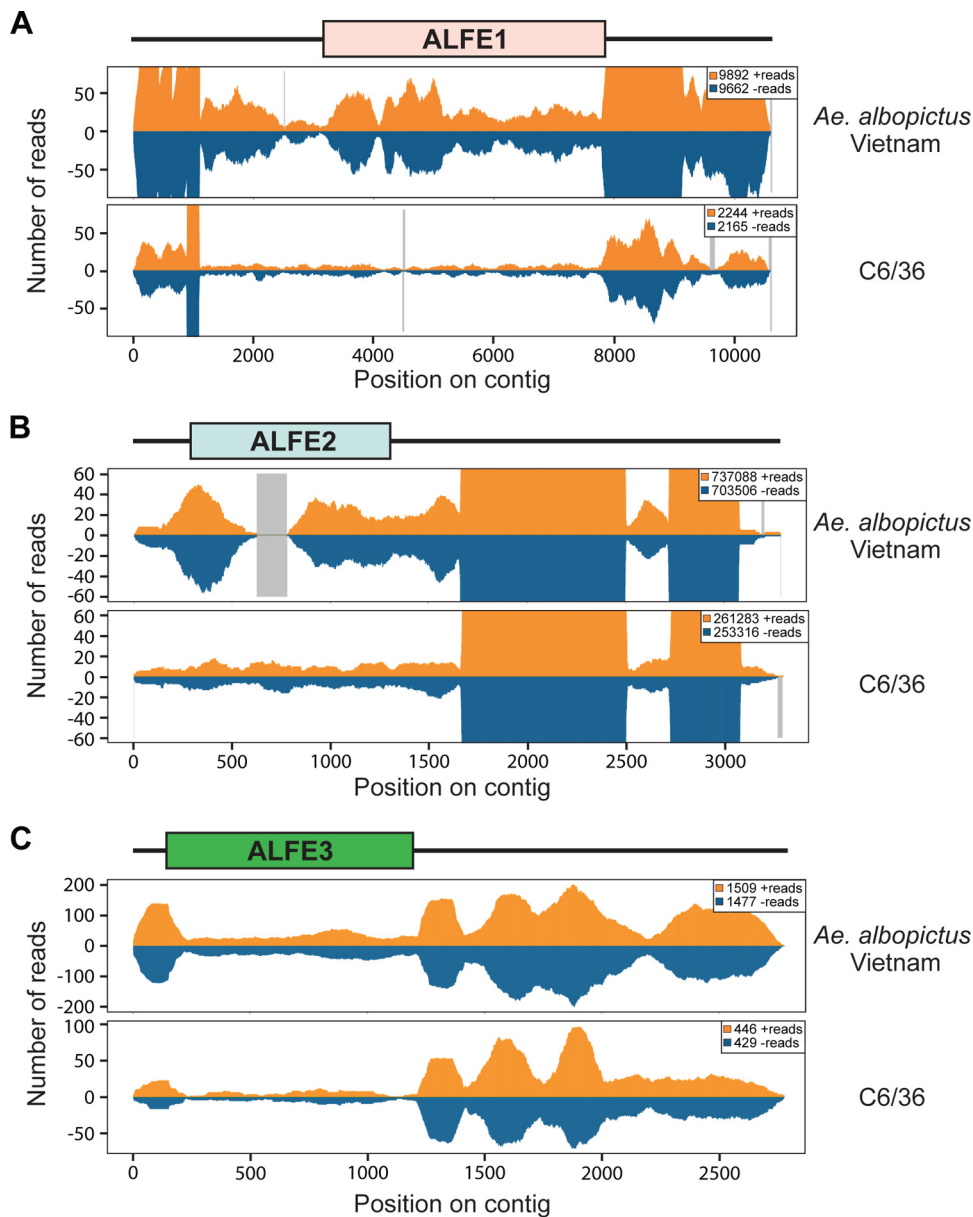 A
ALFE1
Number of reads
50
0
-50
9892 +reads
9662 -reads
Ae. albopictus
Vietnam
50
0
-50
2244 +reads
2165 -reads
C6/36
0 2000 4000 6000 8000 10000
Position on contig
B
ALFE2
Number of reads
60
40
20
0
-20
-40
-60
737088 +reads
703506 -reads
Ae. albopictus
Vietnam
60
40
20
0
-20
-40
-60
261283 +reads
253316 -reads
C6/36
0 500 1000 1500 2000 2500 3000
Position on contig
C
ALFE3
Number of reads
200
100
0
-100
-200
1509 +reads
1477 -reads
Ae. albopictus
Vietnam
100
50
0
-50
446 +reads
429 -reads
C6/36
0 500 1000 1500 2000 2500
Position on contig